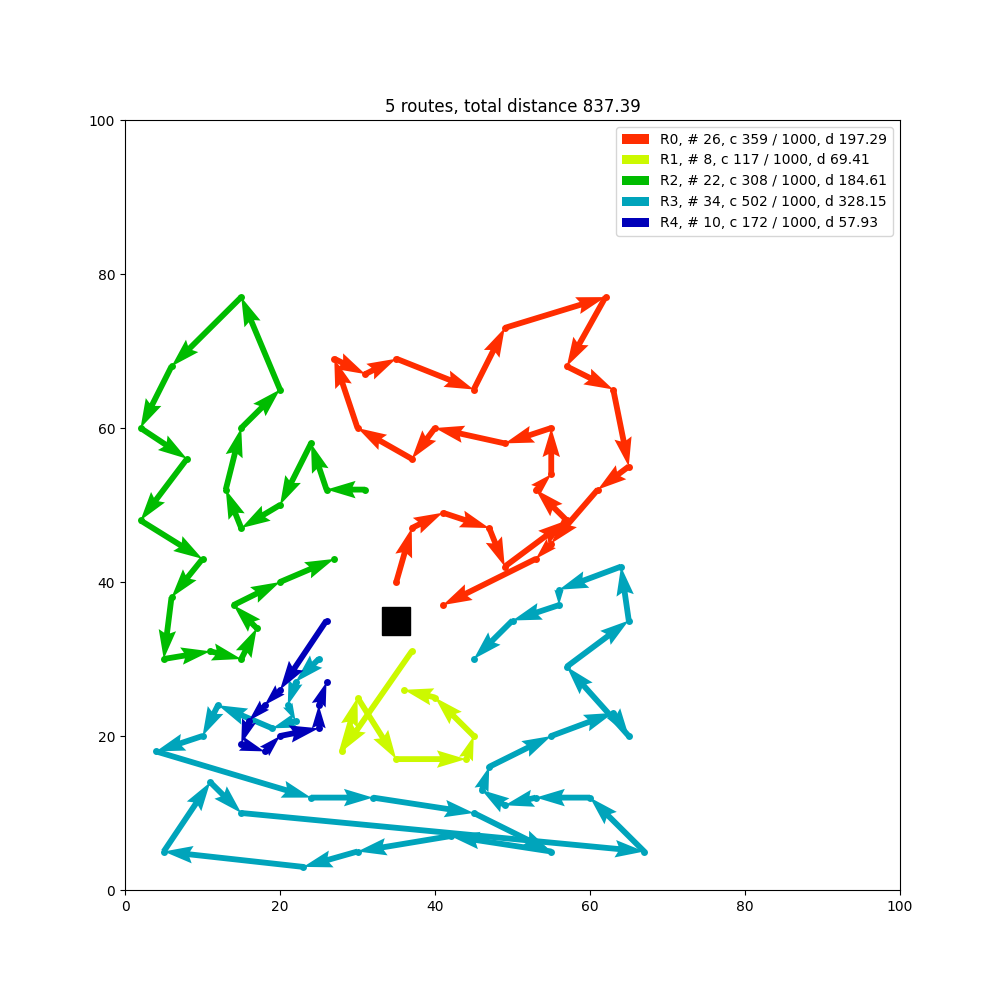 5 routes, total distance 837.39
R0, # 26, c 359 / 1000, d 197.29
R1, # 8, c 117 / 1000, d 69.41
R2, # 22, c 308 / 1000, d 184.61
R3, # 34, c 502 / 1000, d 328.15
R4, # 10, c 172 / 1000, d 57.93
100
80
60
40
20
0
0 20 40 60 80 100